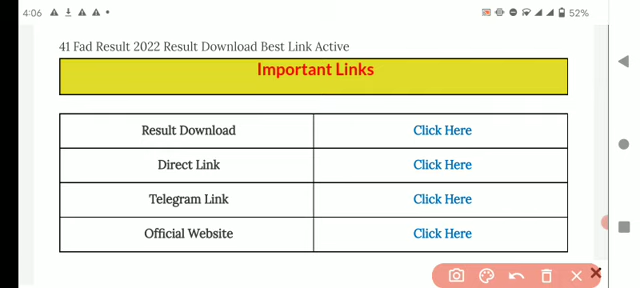 4:06
52%
41 Fad Result 2022 Result Download Best Link Active
Important Links
Result Download Click Here
Direct Link Click Here
Telegram Link Click Here
Official Website Click Here